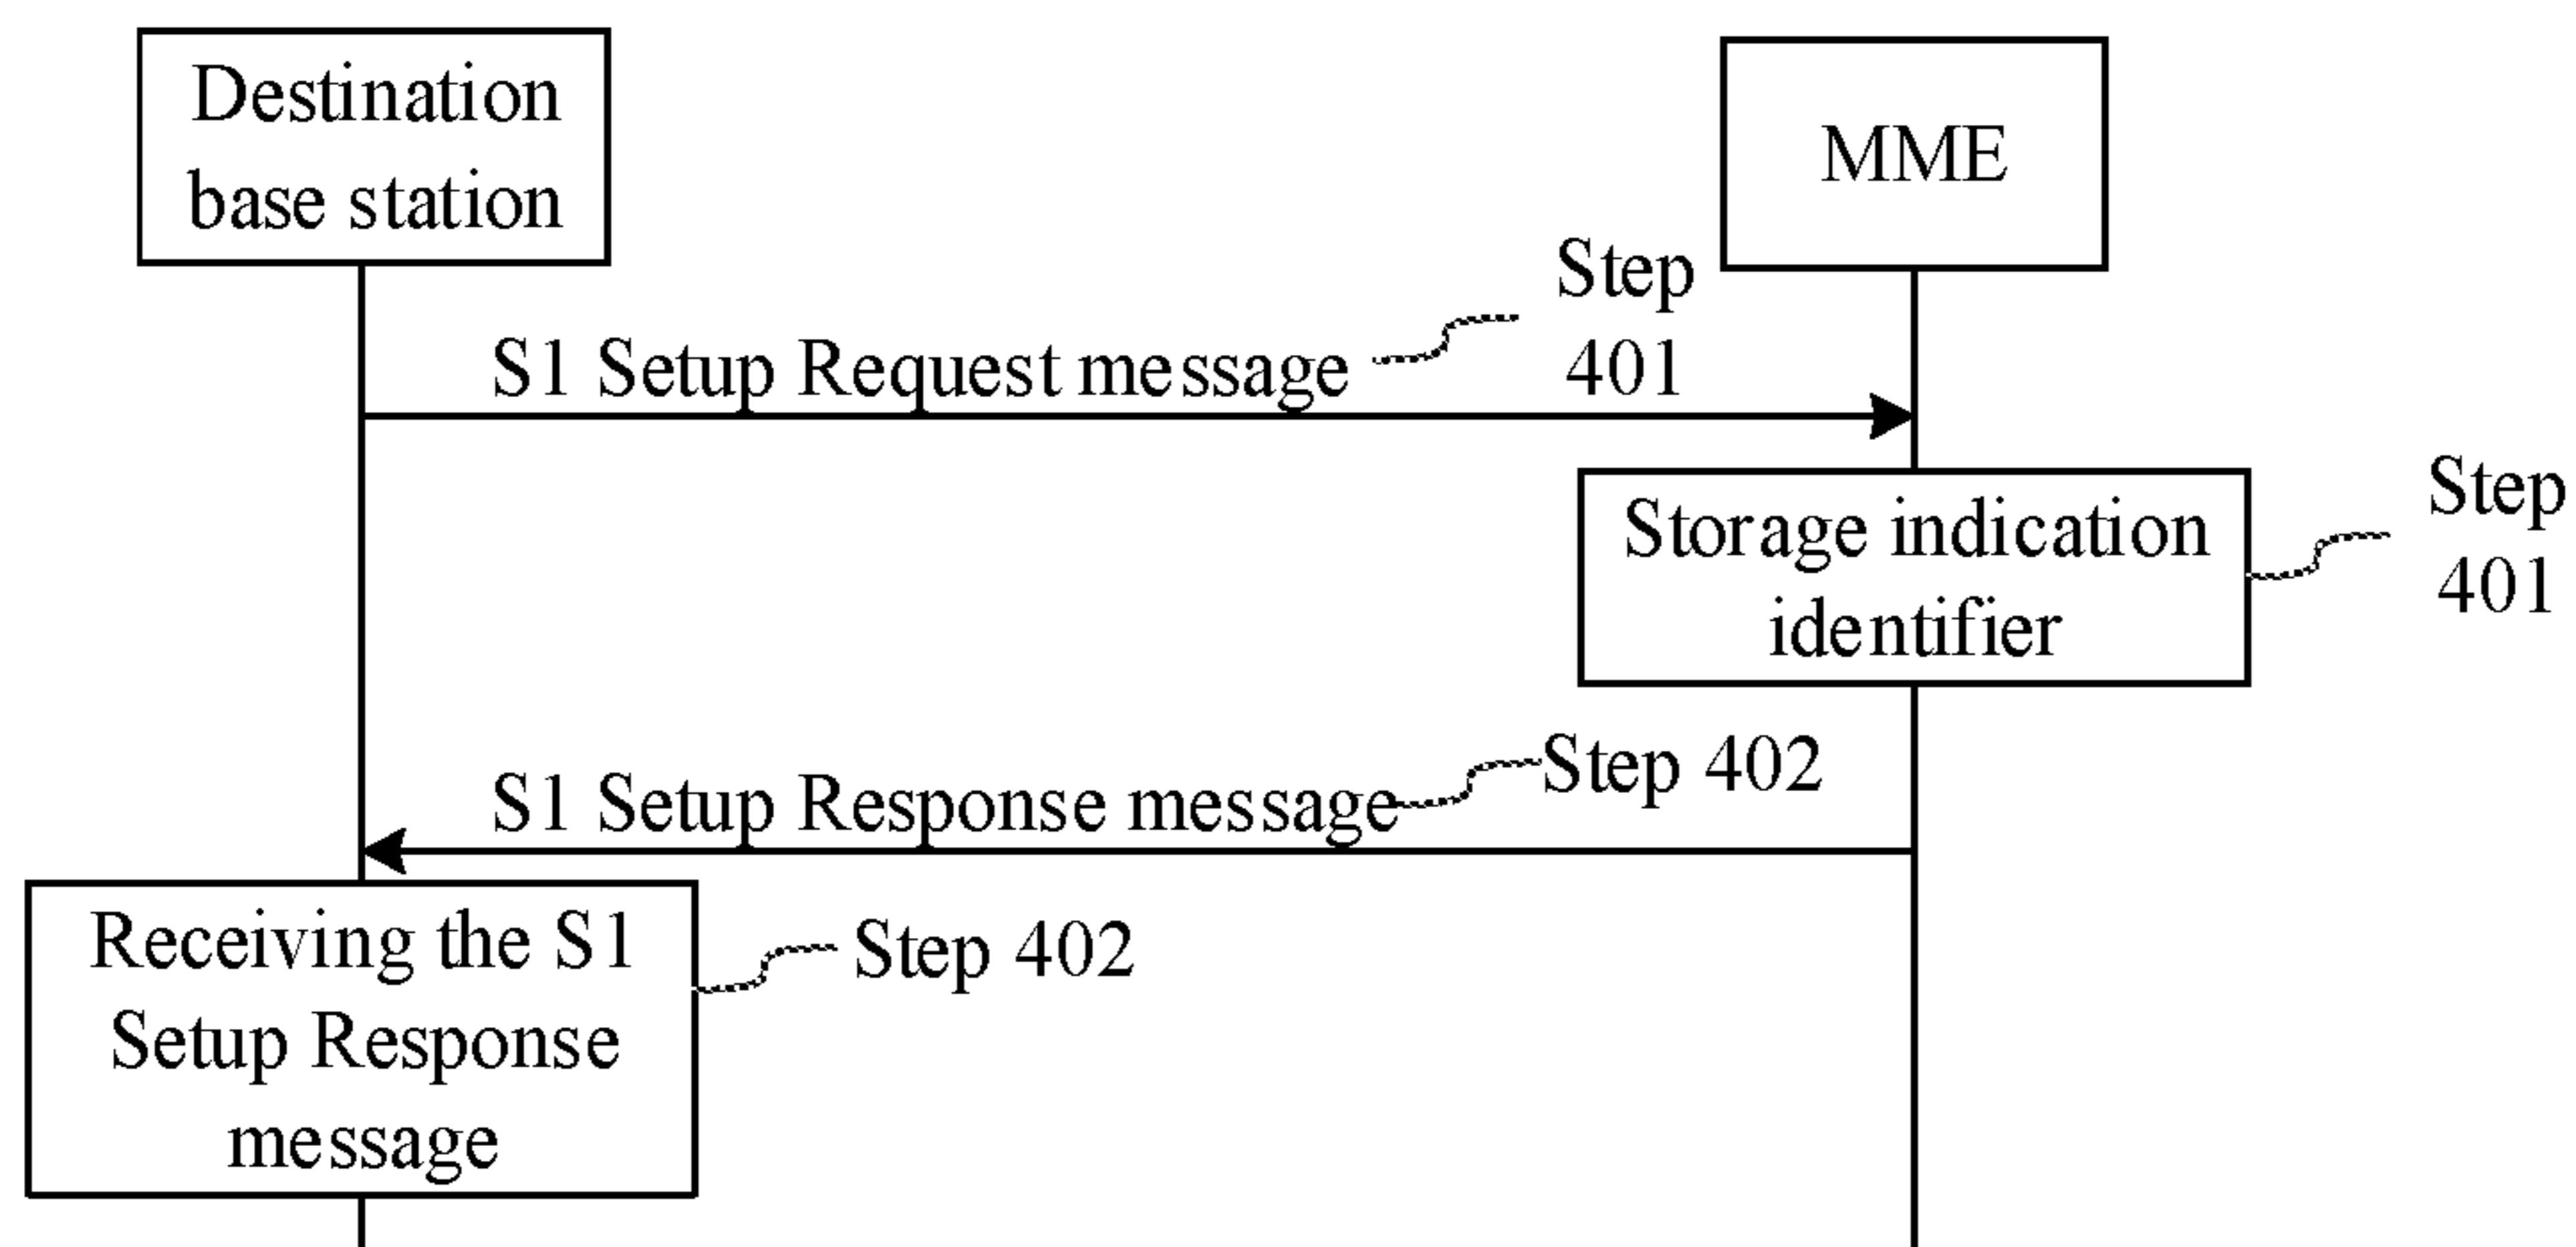 Destination
base station
MME
Step
401
S1 Setup Request message
Storage indication
identifier
Step
401
S1 Setup Response message
Step 402
Receiving the S1
Setup Response
message
Step 402